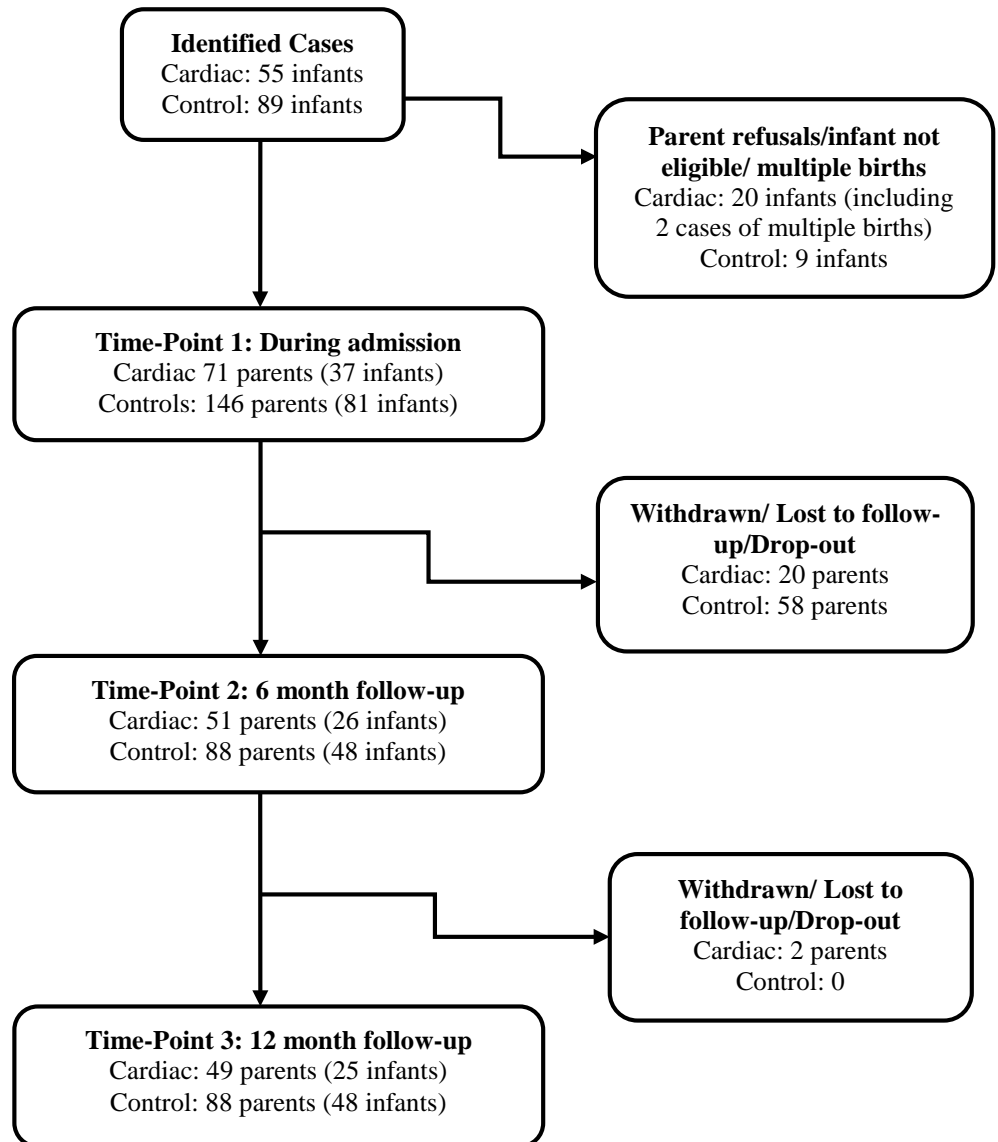 Identified Cases
Cardiac: 55 infants
Control: 89 infants
Parent refusals/infant not
eligible/ multiple births
Cardiac: 20 infants (including
2 cases of multiple births)
Control: 9 infants
Time-Point 1: During admission
Cardiac 71 parents (37 infants)
Controls: 146 parents (81 infants)
Withdrawn/ Lost to follow-
up/Drop-out
Cardiac: 20 parents
Control: 58 parents
Time-Point 2: 6 month follow-up
Cardiac: 51 parents (26 infants)
Control: 88 parents (48 infants)
Withdrawn/ Lost to
follow-up/Drop-out
Cardiac: 2 parents
Control: 0
Time-Point 3: 12 month follow-up
Cardiac: 49 parents (25 infants)
Control: 88 parents (48 infants)